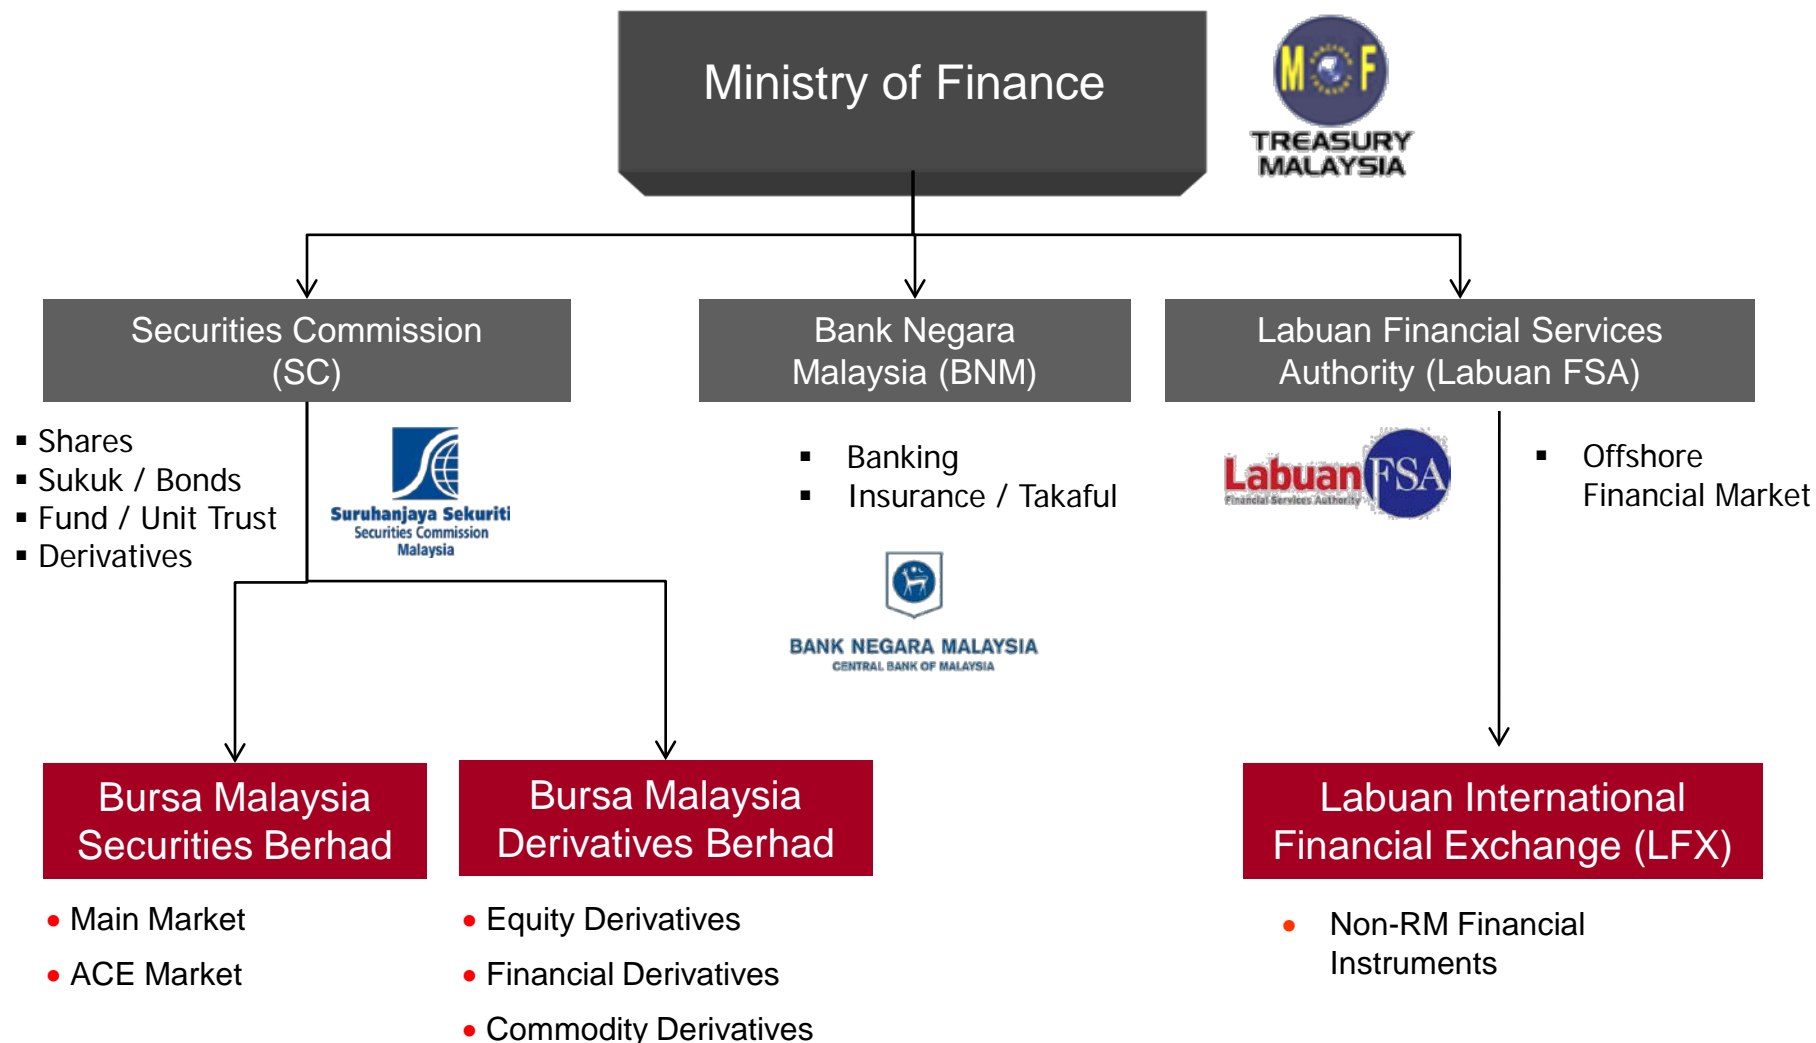 Ministry of Finance
M F
TREASURY
MALAYSIA
Securities Commission
(SC)
Bank Negara
Malaysia (BNM)
Labuan Financial Services
Authority (Labuan FSA)
▪ Shares
▪ Sukuk / Bonds
▪ Fund / Unit Trust
▪ Derivatives
Suruhanjaya Sekuriti
Securities Commission
Malaysia
▪ Banking
▪ Insurance / Takaful
BANK NEGARA MALAYSIA
CENTRAL BANK OF MALAYSIA
Labuan FSA
Financial Services Authority
▪ Offshore
Financial Market
Bursa Malaysia
Securities Berhad
Bursa Malaysia
Derivatives Berhad
Labuan International
Financial Exchange (LFX)
• Main Market
• ACE Market
• Equity Derivatives
• Financial Derivatives
• Commodity Derivatives
• Non-RM Financial
Instruments